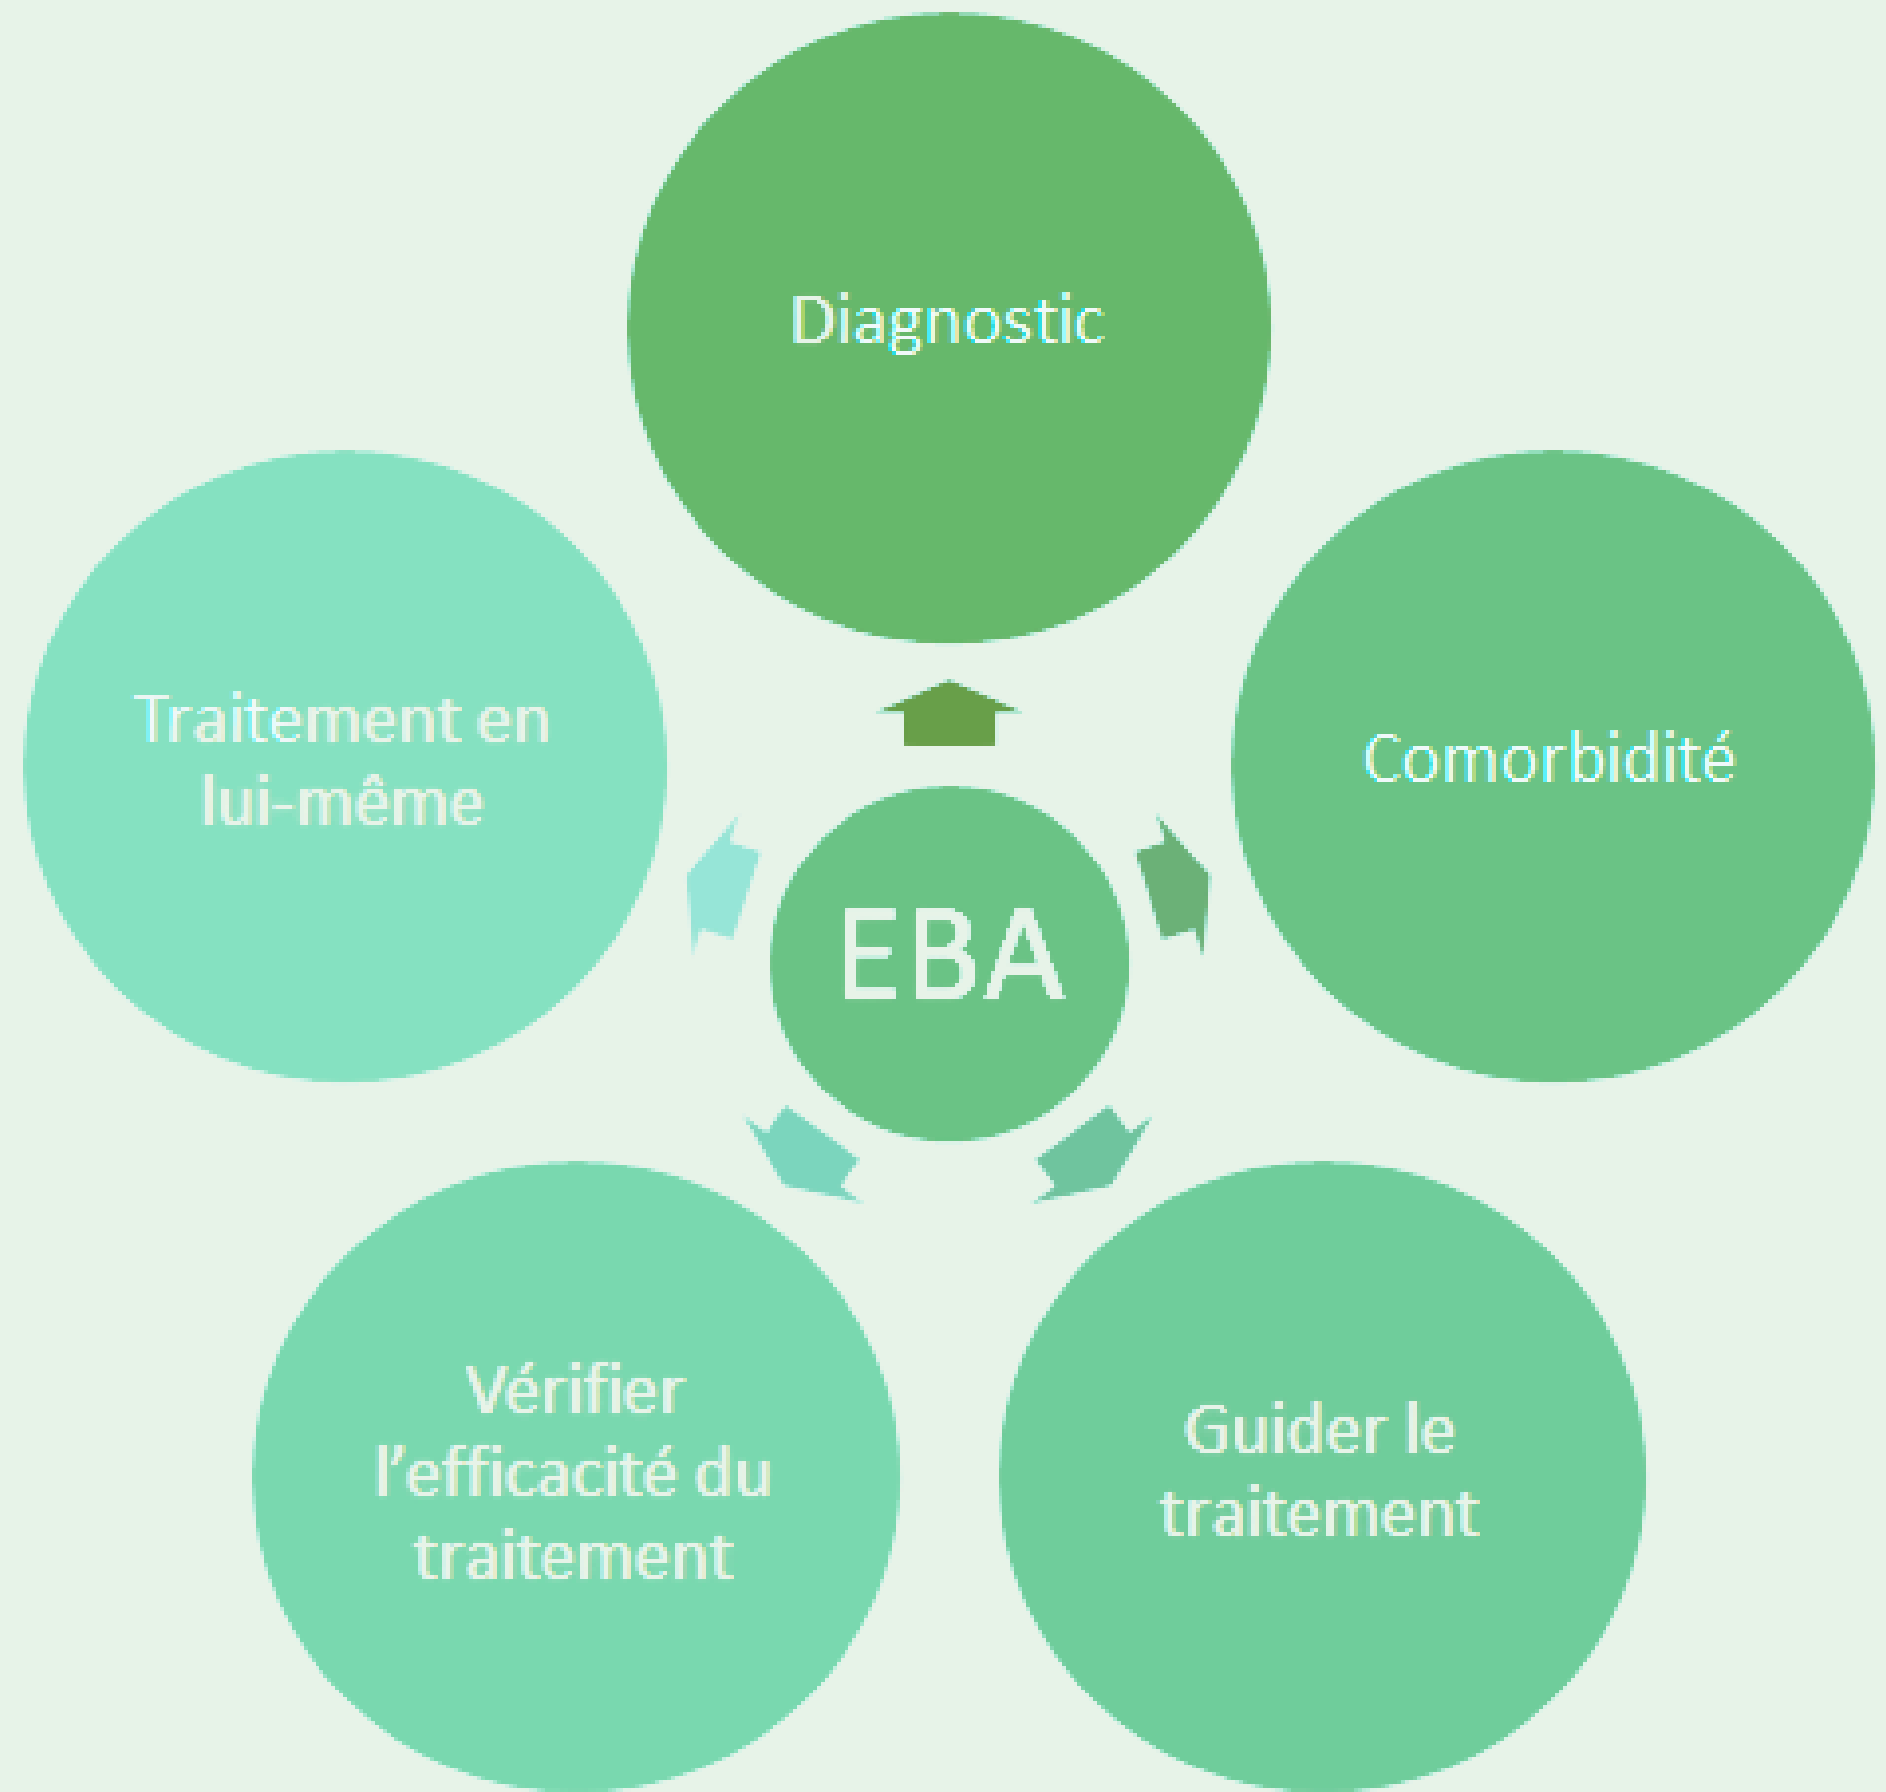 Diagnostic
Comorbidité
Guider le
traitement
Vérifier
l’efficacité du
traitement
Traitement en
lui-même
EBA